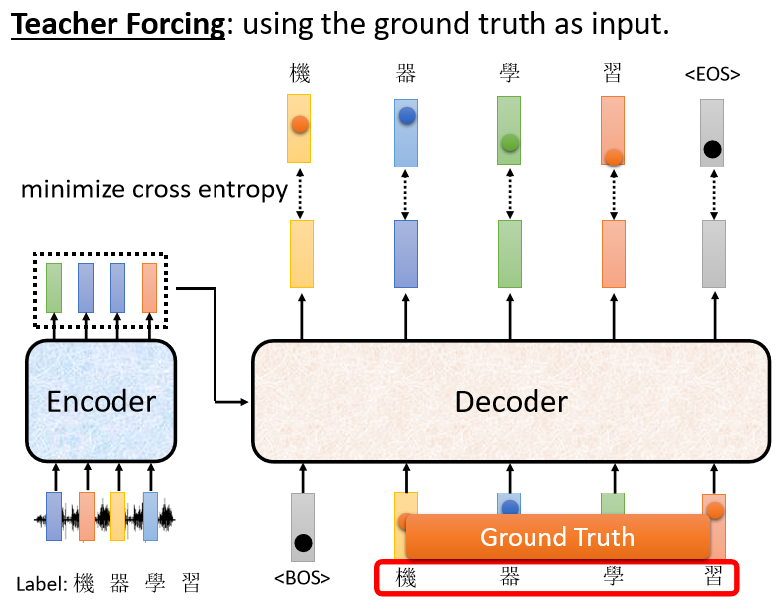 Teacher Forcing: using the ground truth as input.
機 器 學 習 <EOS>
minimize cross entropy
Encoder
Decoder
Ground Truth
Label: 機 器 學 習
<BOS> 機 器 學 習